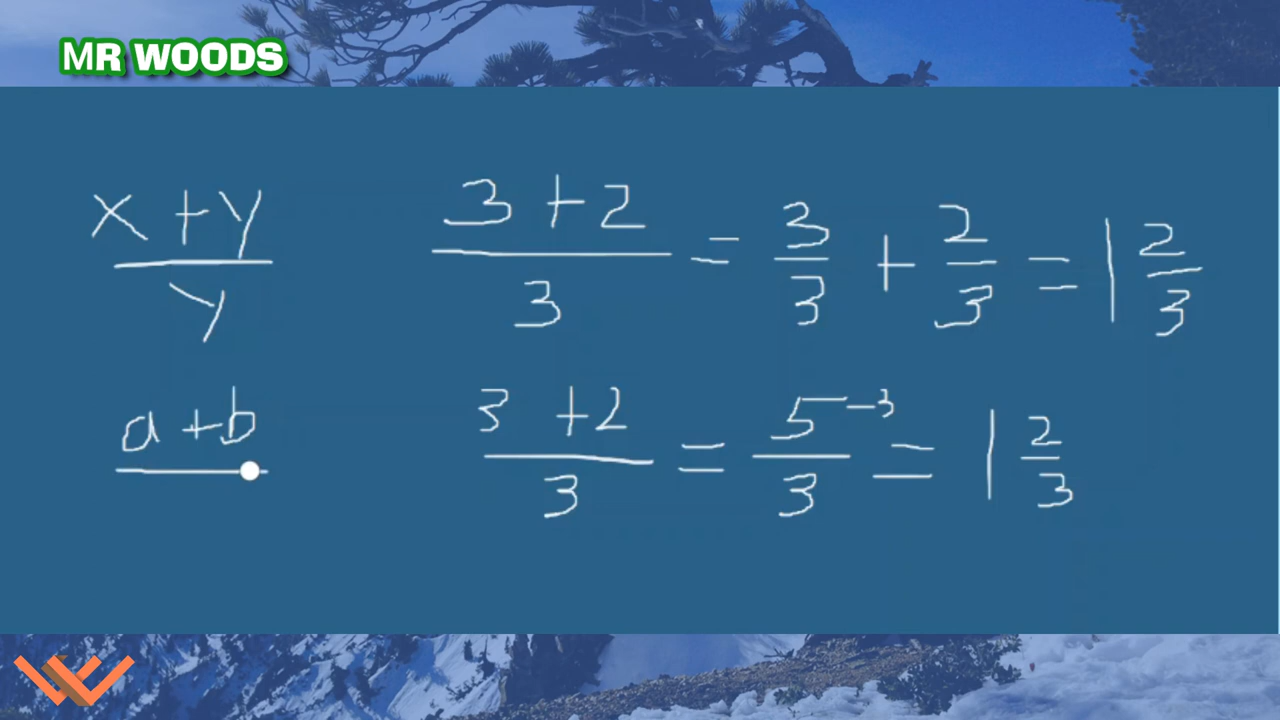 MR WOODS
x + y / y
3 + 2 / 3 = 3/3 + 2/3 = 1 2/3
a + b
3 + 2 / 3 = 5 -3 / 3 = 1 2/3